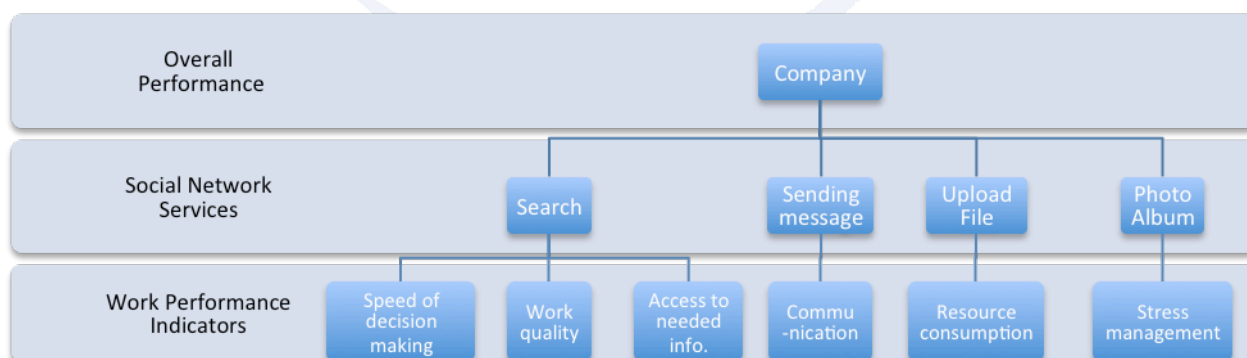 Overall
Performance
Company
Social Network
Services
Search
Sending
message
Upload
File
Photo
Album
Work Performance
Indicators
Speed of
decision
making
Work
quality
Access to
needed
info.
Commu
-nication
Resource
consumption
Stress
management